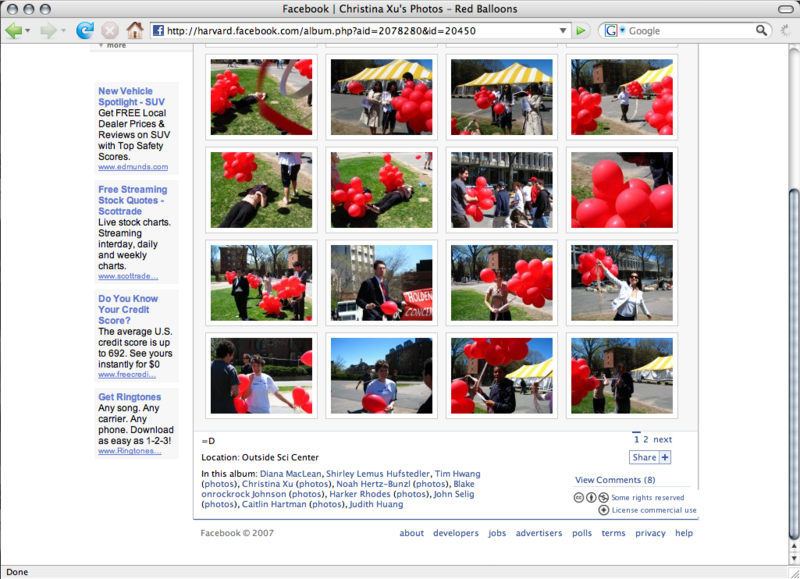 Facebook | Christina Xu's Photos - Red Balloons
http://harvard.facebook.com/album.php?aid=2078280&id=20450
Google
more
New Vehicle
Spotlight - SUV
Get FREE Local
Dealer Prices &
Reviews on SUV
with Top Safety
Scores.
www.edmunds.com
Free Streaming
Stock Quotes -
Scottrade
Live stock charts.
Streaming
interday, daily
and weekly
charts.
www.scottrade...
Do You Know
Your Credit
Score?
The average U.S.
credit score is up
to 692. See yours
instantly for $0
www.freecredi...
Get Ringtones
Any song. Any
carrier. Any
phone. Download
as easy as 1-2-3!
www.Ringtones...
HOLDEN
CONCE
=D
Location: Outside Sci Center
In this album: Diana MacLean, Shirley Lemus Hufstedler, Tim Hwang
(photos), Christina Xu (photos), Noah Hertz-Bunzl (photos), Blake
onrockrock Johnson (photos), Harker Rhodes (photos), John Selig
(photos), Caitlin Hartman (photos), Judith Huang
1 2 next
Share +
View Comments (8)
Some rights reserved
License commercial use
Facebook © 2007
about developers jobs advertisers polls terms privacy help
Done